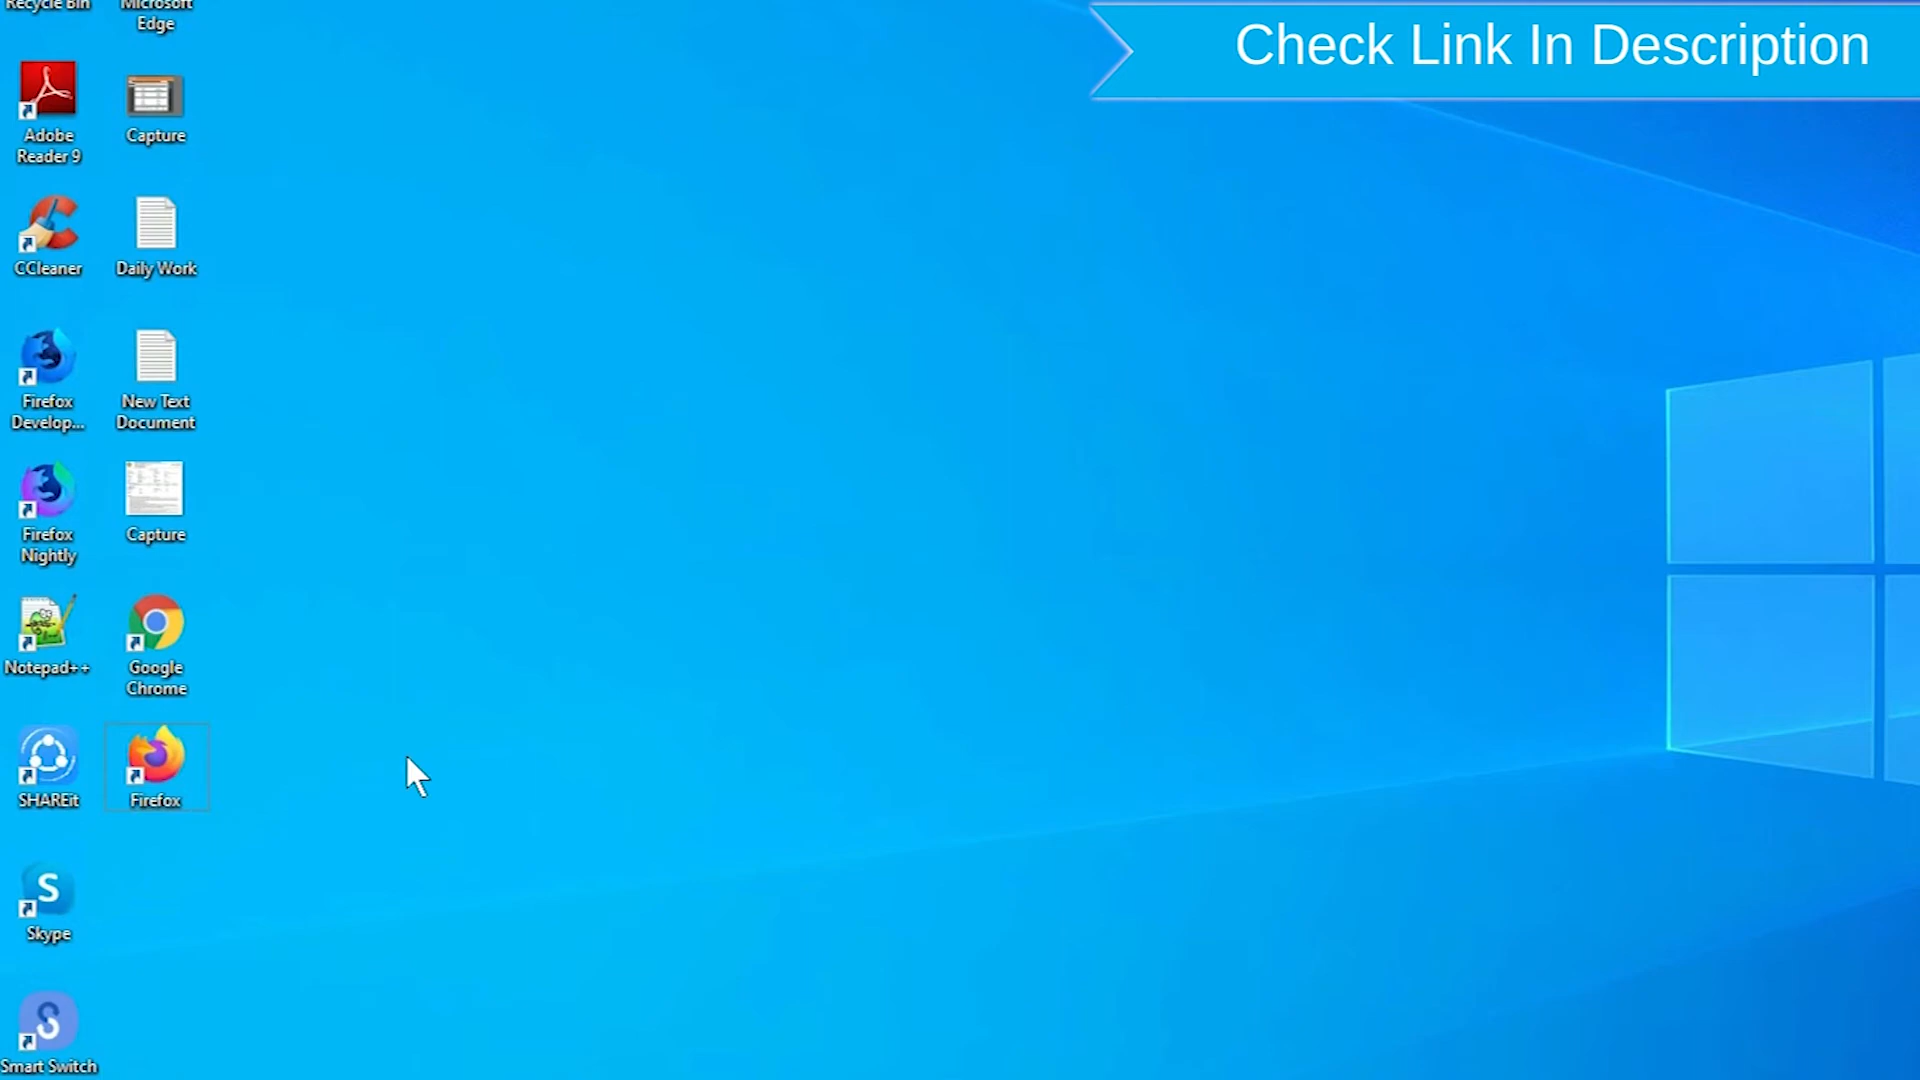 Recycle Bin
Microsoft
Edge
Check Link In Description
Adobe
Reader 9
Capture
CCleaner
Daily Work
Firefox
Develop...
New Text
Document
Firefox
Nightly
Capture
Notepad++
Google
Chrome
SHAREit
Firefox
S
Skype
Smart Switch